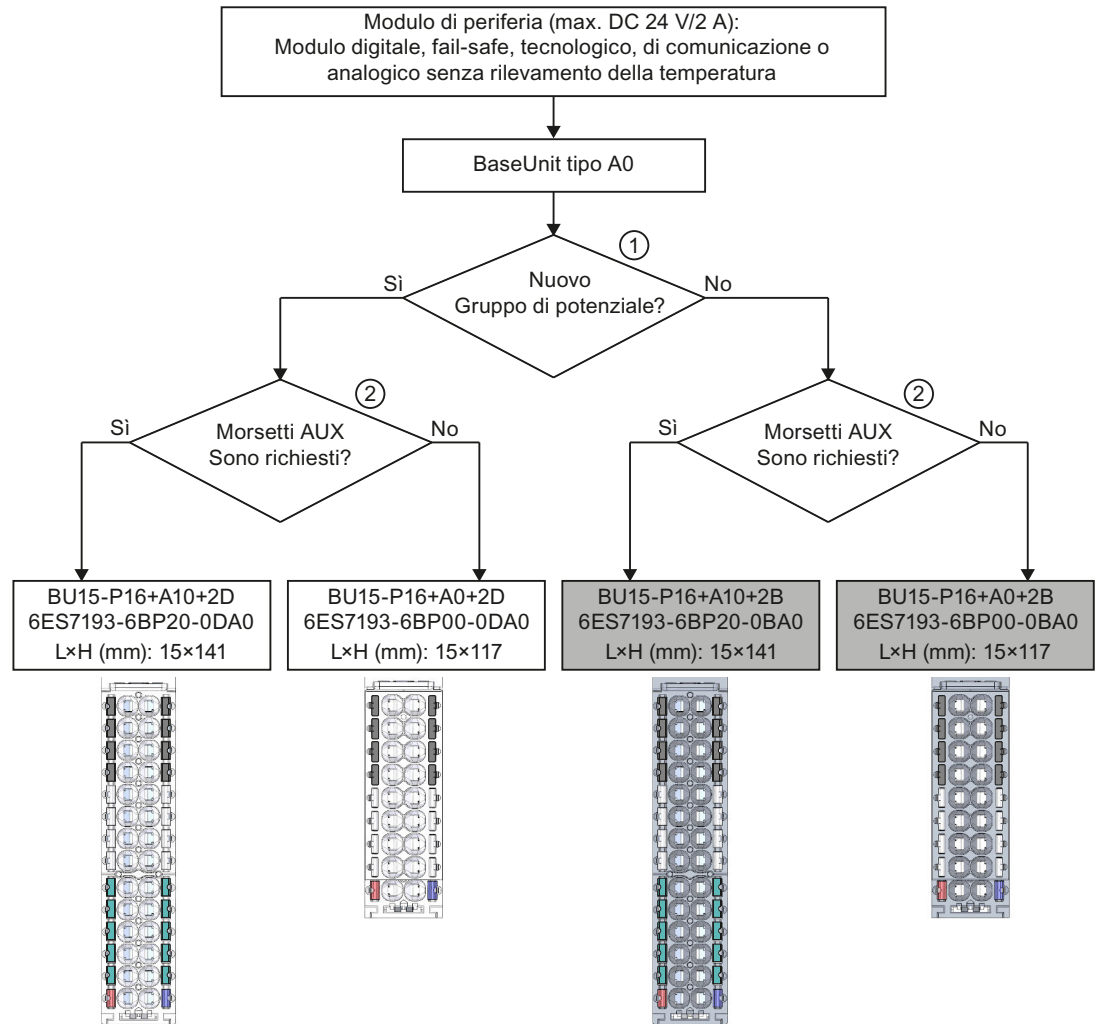 Modulo di periferia (max. DC 24 V/2 A):
Modulo digitale, fail-safe, tecnologico, di comunicazione o
analogico senza rilevamento della temperatura
BaseUnit tipo A0
1
Sì
Nuovo
Gruppo di potenziale?
No
2
Sì
Morsetti AUX
Sono richiesti?
No
2
Sì
Morsetti AUX
Sono richiesti?
No
BU15-P16+A10+2D
6ES7193-6BP20-0DA0
L×H (mm): 15×141
BU15-P16+A0+2D
6ES7193-6BP00-0DA0
L×H (mm): 15×117
BU15-P16+A10+2B
6ES7193-6BP20-0BA0
L×H (mm): 15×141
BU15-P16+A0+2B
6ES7193-6BP00-0BA0
L×H (mm): 15×117